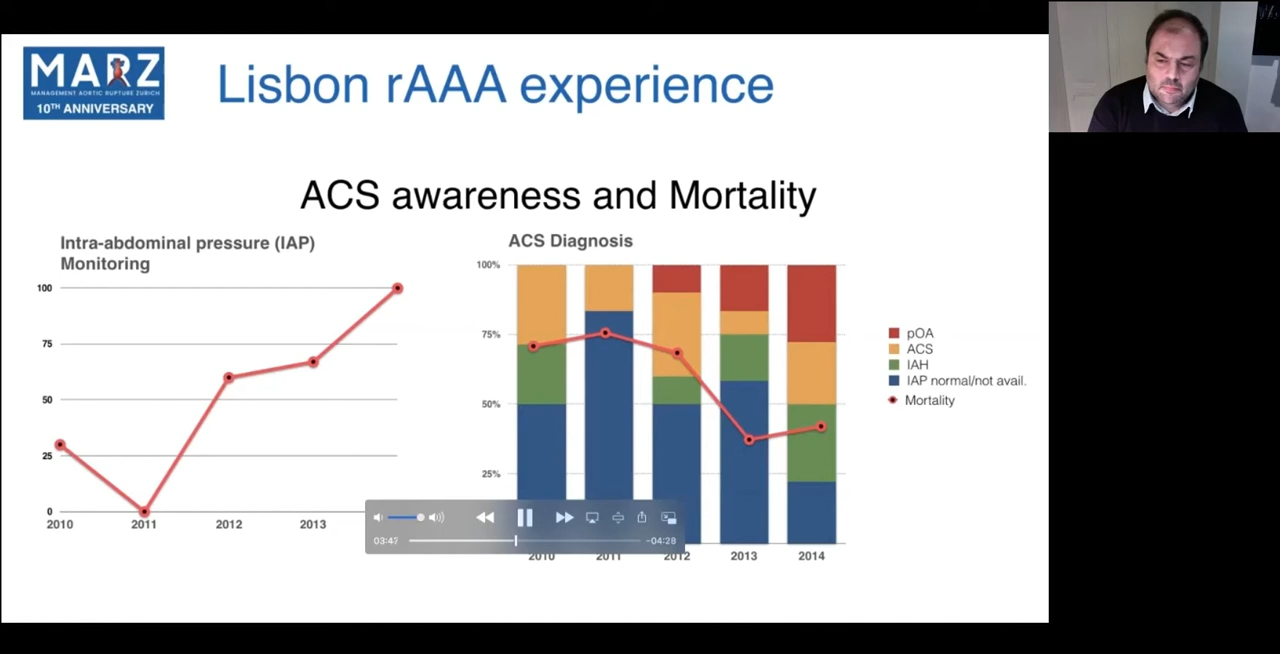 MARZ
MANAGEMENT AORTIC RUPTURE ZURICH
10TH ANNIVERSARY
Lisbon rAAA experience
ACS awareness and Mortality
Intra-abdominal pressure (IAP)
Monitoring
100
75
50
25
0
2010
2011
2012
2013
ACS Diagnosis
100%
75%
50%
25%
2010
2011
2012
2013
2014
pOA
ACS
IAH
IAP normal/not avail.
Mortality
03:47
-04:28